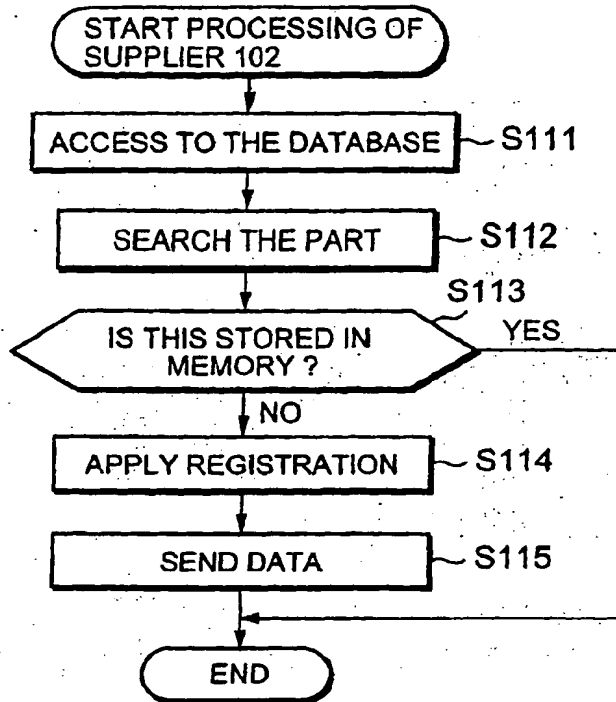 START PROCESSING OF
SUPPLIER 102
ACCESS TO THE DATABASE
S111
SEARCH THE PART
S112
S113
IS THIS STORED IN
MEMORY ?
YES
NO
APPLY REGISTRATION
S114
SEND DATA
S115
END